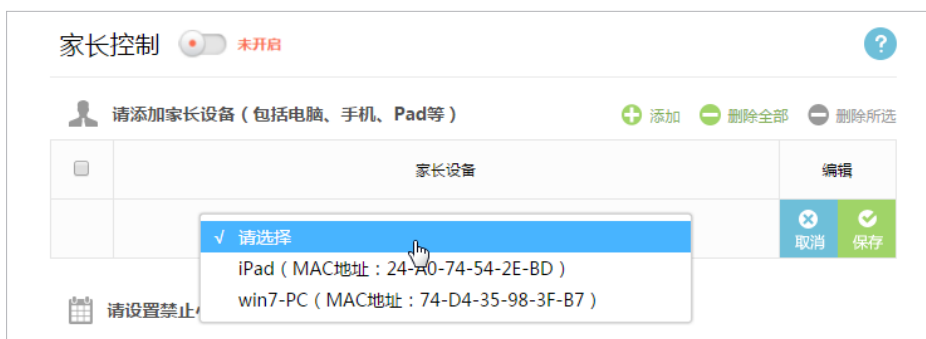 家长控制 未开启 ?
请添加家长设备（包括电脑、手机、Pad等） 添加 删除全部 删除所选
家长设备 编辑
√ 请选择 取消 保存
iPad（MAC地址：24-A0-74-54-2E-BD）
win7-PC（MAC地址：74-D4-35-98-3F-B7）
请设置禁止